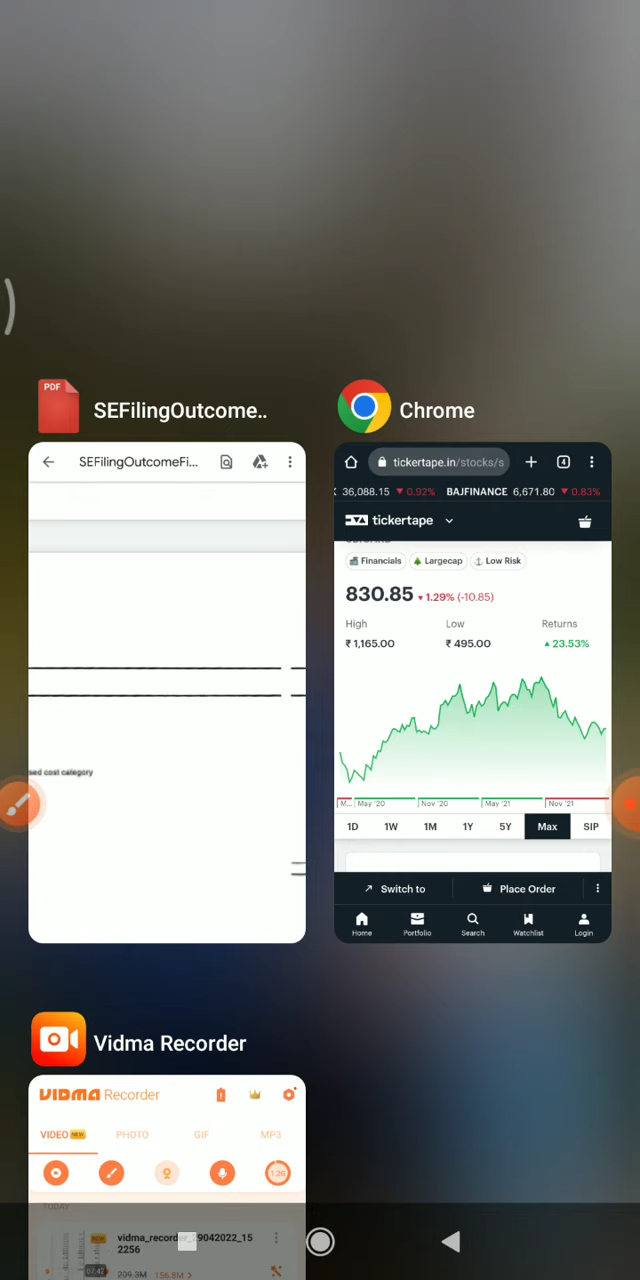 PDF
SEFilingOutcome..
Chrome
SEFilingOutcomeFi...
tickertape.in/stocks/s
4
36,088.15 ▼ 0.92% BAJFINANCE 6,671.80 ▼ 0.83%
tickertape
Financials Largecap Low Risk
830.85 ▼ 1.29% (-10.85)
High Low Returns
₹ 1,165.00 ₹ 495.00 ▲ 23.53%
sed cost category
M... May '20 Nov '20 May '21 Nov '21
1D 1W 1M 1Y 5Y Max SIP
Switch to Place Order
Home Portfolio Search Watchlist Login
Vidma Recorder
VIDMA Recorder
VIDEO NEW PHOTO GIF MP3
1.2G
TODAY
NEW
vidma_recorder_29042022_15
2256
209.3M 156.8M >